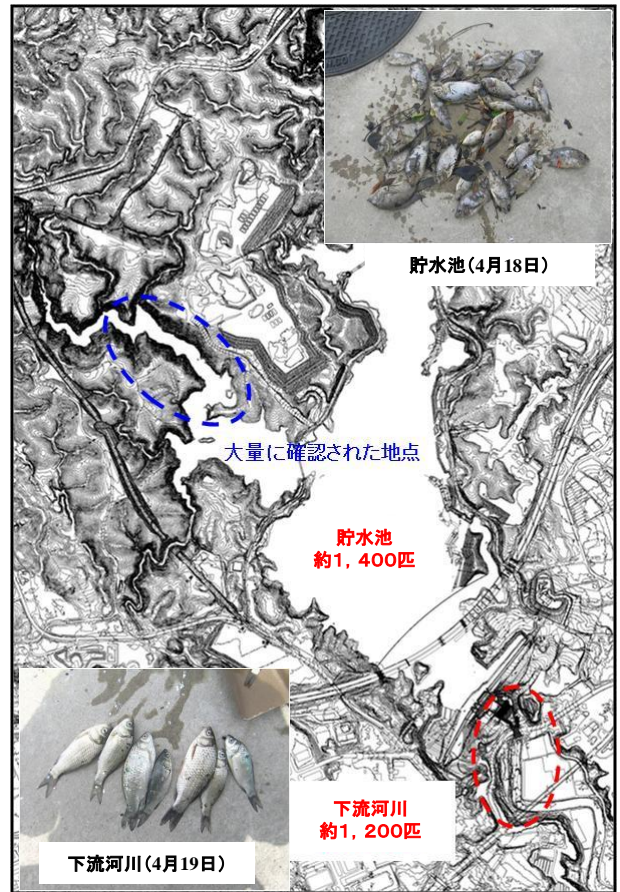 貯水池（4月18日）
大量に確認された地点
貯水池
約1，400匹
下流河川
約1，200匹
下流河川（4月19日）